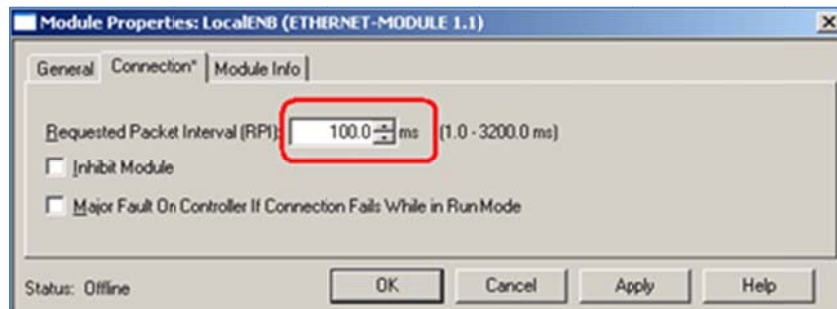 Module Properties: LocalENB (ETHERNET-MODULE 1.1)
General Connection* Module Info
Requested Packet Interval (RPI): 100.0 ms (1.0 - 3200.0 ms)
Inhibit Module
Major Fault On Controller If Connection Fails While in Run Mode
Status: Offline OK Cancel Apply Help